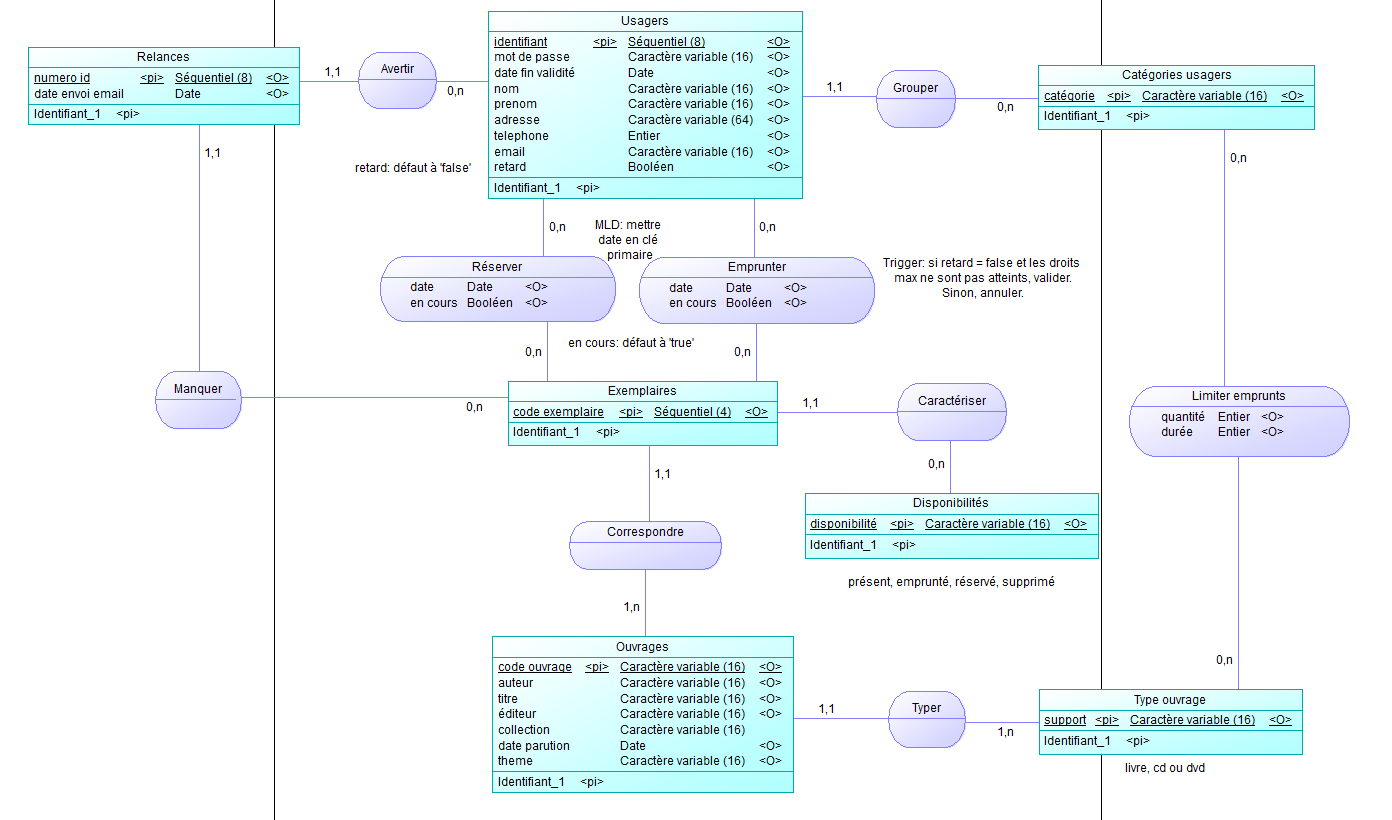 Relances
numero id <pi> Séquentiel (8) <O>
date envoi email Date <O>
Identifiant_1 <pi>
1,1
Avertir
0,n
Usagers
identifiant <pi> Séquentiel (8) <O>
mot de passe Caractère variable (16) <O>
date fin validité Date <O>
nom Caractère variable (16) <O>
prenom Caractère variable (16) <O>
adresse Caractère variable (64) <O>
telephone Entier <O>
email Caractère variable (16) <O>
retard Booléen <O>
Identifiant_1 <pi>
1,1
Grouper
0,n
Catégories usagers
catégorie <pi> Caractère variable (16) <O>
Identifiant_1 <pi>
1,1
retard: défaut à 'false'
0,n
0,n
MLD: mettre
date en clé
primaire
0,n
0,n
Réserver
date Date <O>
en cours Booléen <O>
Emprunter
date Date <O>
en cours Booléen <O>
Trigger: si retard = false et les droits
max ne sont pas atteints, valider.
Sinon, annuler.
0,n
en cours: défaut à 'true'
0,n
Manquer
Exemplaires
code exemplaire <pi> Séquentiel (4) <O>
Identifiant_1 <pi>
1,1
Caractériser
Limiter emprunts
quantité Entier <O>
durée Entier <O>
1,1
0,n
Disponibilités
disponibilité <pi> Caractère variable (16) <O>
Identifiant_1 <pi>
présent, emprunté, réservé, supprimé
Correspondre
1,n
Ouvrages
code ouvrage <pi> Caractère variable (16) <O>
auteur Caractère variable (16) <O>
titre Caractère variable (16) <O>
éditeur Caractère variable (16) <O>
collection Caractère variable (16)
date parution Date <O>
theme Caractère variable (16) <O>
Identifiant_1 <pi>
1,1
Typer
1,n
0,n
Type ouvrage
support <pi> Caractère variable (16) <O>
Identifiant_1 <pi>
livre, cd ou dvd